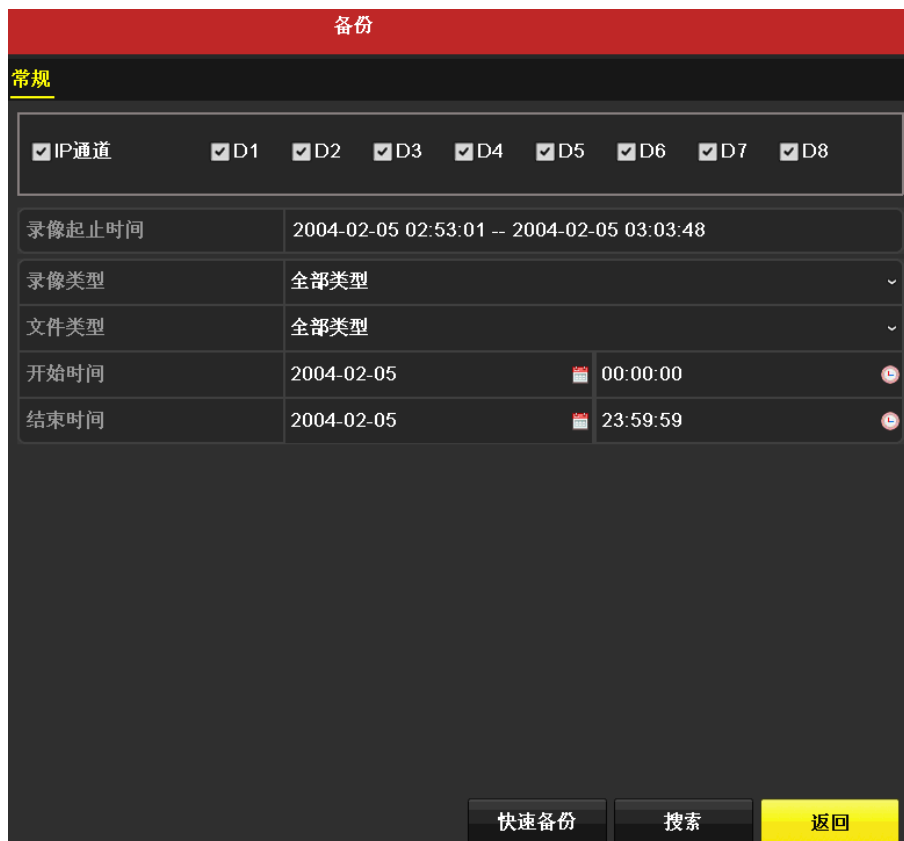 备份
常规
IP通道 D1 D2 D3 D4 D5 D6 D7 D8
录像起止时间 2004-02-05 02:53:01 -- 2004-02-05 03:03:48
录像类型 全部类型
文件类型 全部类型
开始时间 2004-02-05 00:00:00
结束时间 2004-02-05 23:59:59
快速备份 搜索 返回